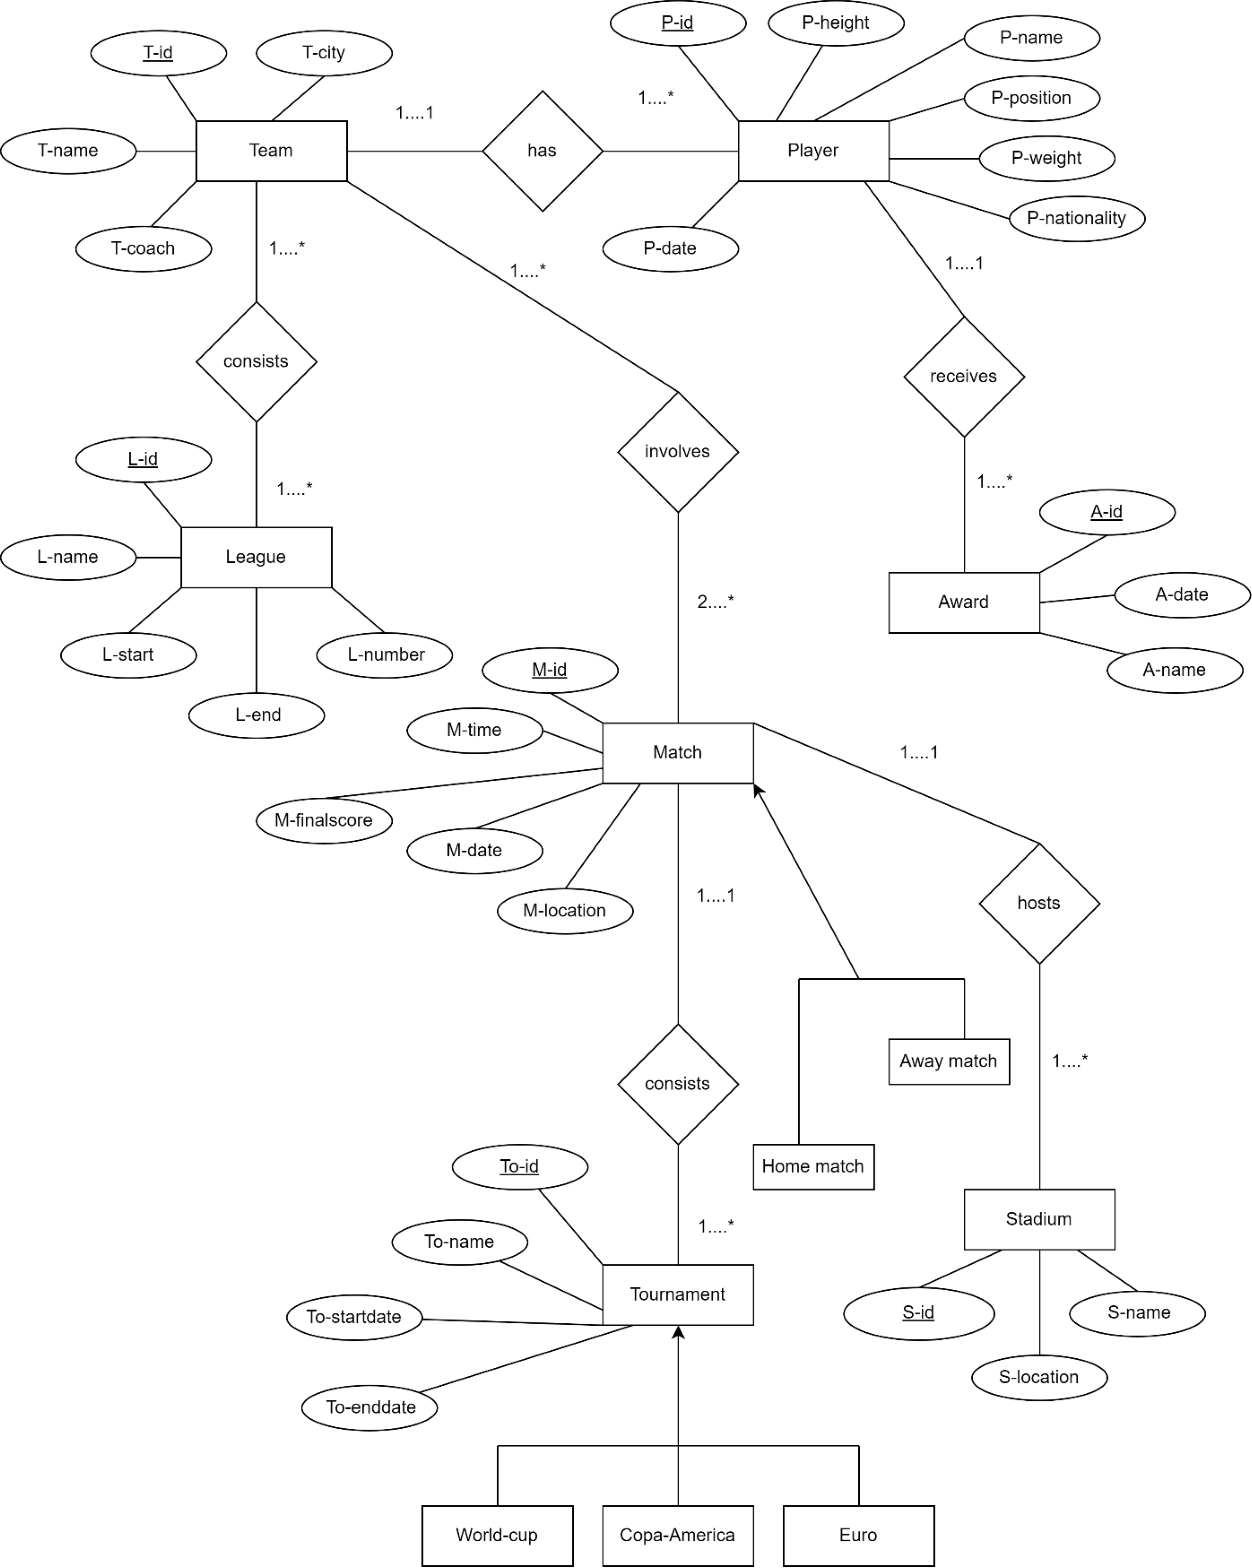 P-id
P-height
P-name
T-id
T-city
P-position
1....1
1....*
T-name
Team
has
Player
P-weight
P-nationality
T-coach
1....*
P-date
1....*
1....1
consists
receives
involves
L-id
1....*
1....*
A-id
L-name
League
Award
A-date
2....*
L-start
L-number
M-id
A-name
L-end
M-time
Match
1....1
M-finalscore
M-date
1....1
M-location
hosts
Away match
1....*
consists
To-id
Home match
1....*
Stadium
To-name
Tournament
To-startdate
S-id
S-name
S-location
To-enddate
World-cup
Copa-America
Euro